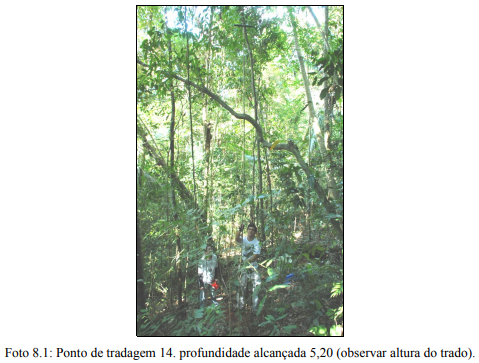 Foto 8.1: Ponto de tradagem 14. profundidade alcançada 5,20 (observar altura do trado).